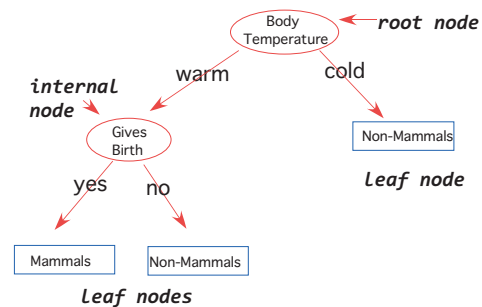 Body
Temperature
root node
warm
cold
internal
node
Gives
Birth
Non-Mammals
leaf node
yes
no
Mammals
Non-Mammals
leaf nodes